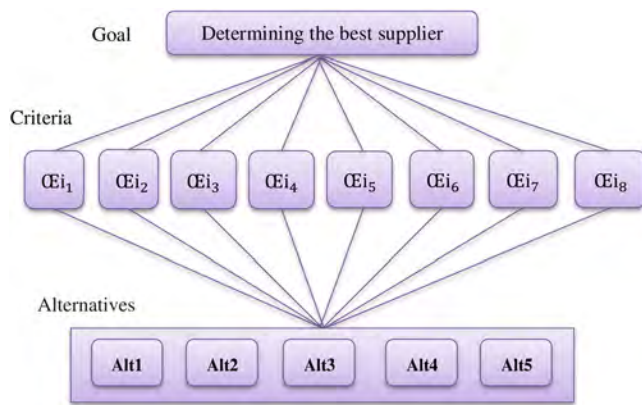 Goal
Determining the best supplier
Criteria
Œi₁ Œi₂ Œi₃ Œi₄ Œi₅ Œi₆ Œi₇ Œi₈
Alternatives
Alt1 Alt2 Alt3 Alt4 Alt5